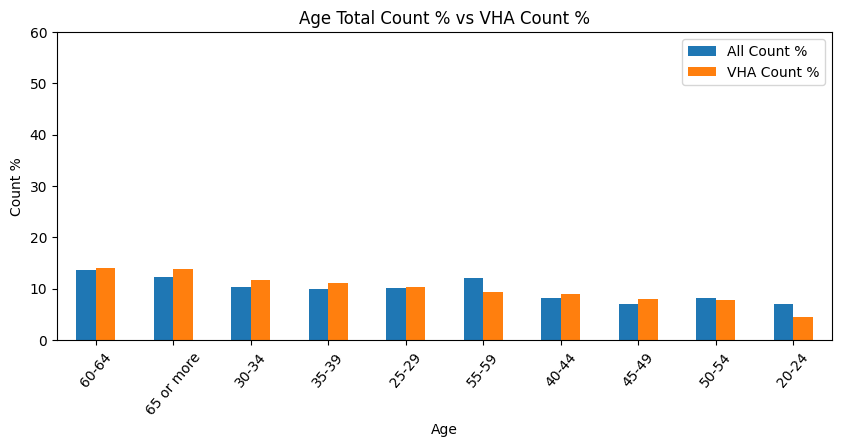 Age Total Count % vs VHA Count %
All Count %
VHA Count %
Count %
60
50
40
30
20
10
0
60-64
65 or more
30-34
35-39
25-29
55-59
40-44
45-49
50-54
20-24
Age